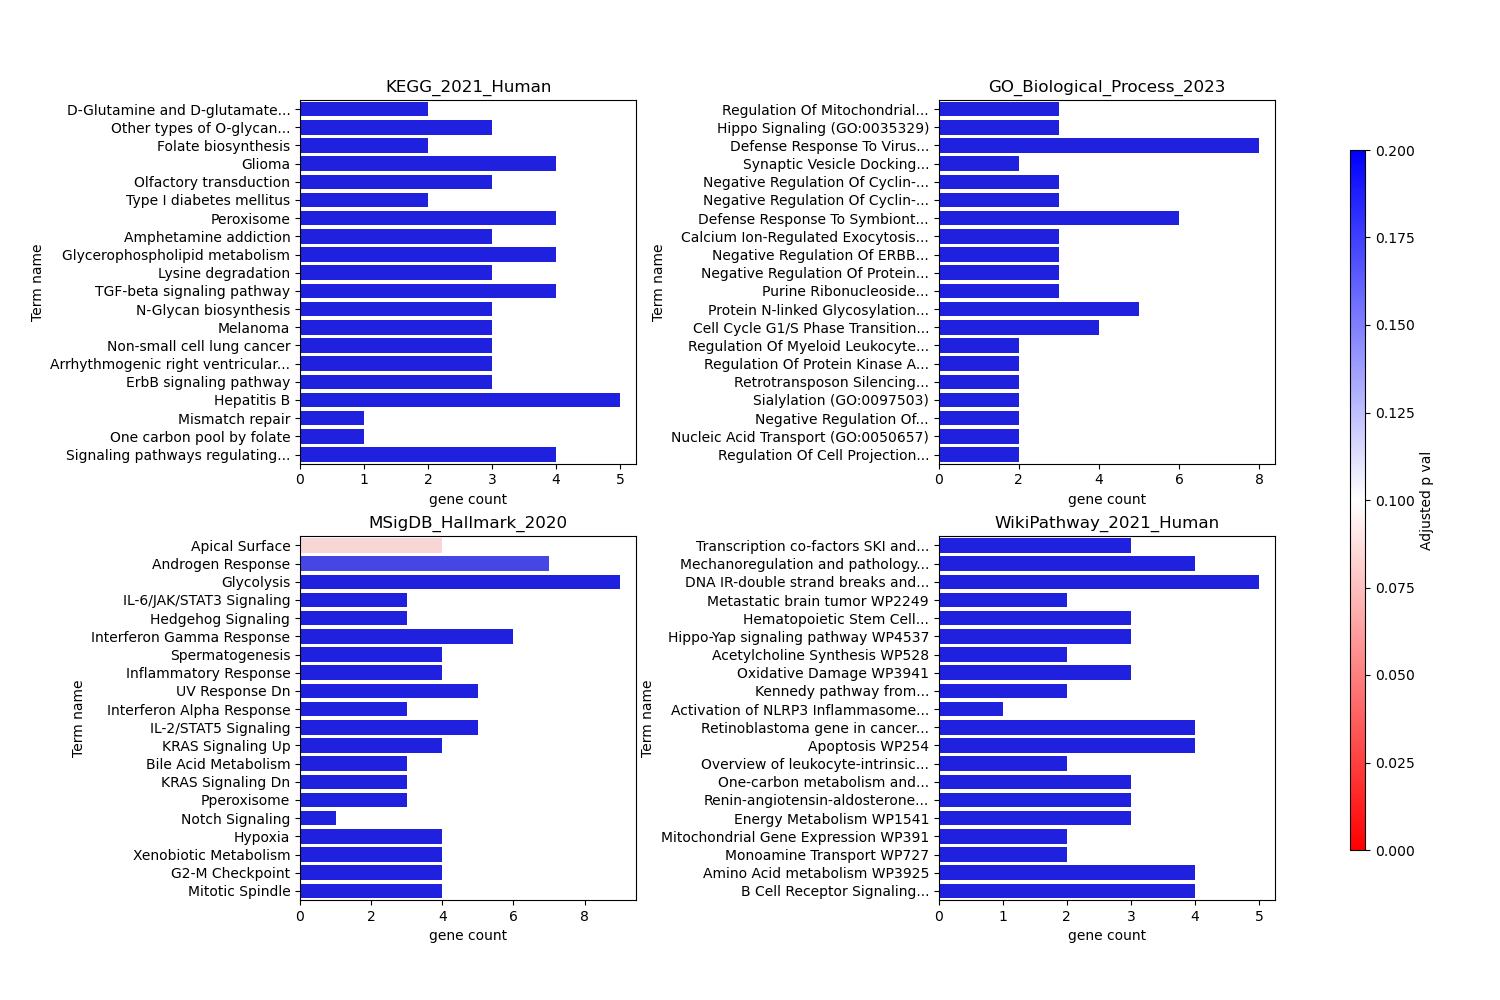 KEGG_2021_Human
D-Glutamine and D-glutamate...
Other types of O-glycan...
Folate biosynthesis
Glioma
Olfactory transduction
Type I diabetes mellitus
Peroxisome
Amphetamine addiction
Glycerophospholipid metabolism
Lysine degradation
TGF-beta signaling pathway
N-Glycan biosynthesis
Melanoma
Non-small cell lung cancer
Arrhythmogenic right ventricular...
ErbB signaling pathway
Hepatitis B
Mismatch repair
One carbon pool by folate
Signaling pathways regulating...
Term name
0 1 2 3 4 5
gene count
GO_Biological_Process_2023
Regulation Of Mitochondrial...
Hippo Signaling (GO:0035329)
Defense Response To Virus...
Synaptic Vesicle Docking...
Negative Regulation Of Cyclin-...
Negative Regulation Of Cyclin-...
Defense Response To Symbiont...
Calcium Ion-Regulated Exocytosis...
Negative Regulation Of ERBB...
Negative Regulation Of Protein...
Purine Ribonucleoside...
Protein N-linked Glycosylation...
Cell Cycle G1/S Phase Transition...
Regulation Of Myeloid Leukocyte...
Regulation Of Protein Kinase A...
Retrotransposon Silencing...
Sialylation (GO:0097503)
Negative Regulation Of...
Nucleic Acid Transport (GO:0050657)
Regulation Of Cell Projection...
Term name
0 2 4 6 8
gene count
MSigDB_Hallmark_2020
Apical Surface
Androgen Response
Glycolysis
IL-6/JAK/STAT3 Signaling
Hedgehog Signaling
Interferon Gamma Response
Spermatogenesis
Inflammatory Response
UV Response Dn
Interferon Alpha Response
IL-2/STAT5 Signaling
KRAS Signaling Up
Bile Acid Metabolism
KRAS Signaling Dn
Pperoxisome
Notch Signaling
Hypoxia
Xenobiotic Metabolism
G2-M Checkpoint
Mitotic Spindle
Term name
0 2 4 6 8
gene count
WikiPathway_2021_Human
Transcription co-factors SKI and...
Mechanoregulation and pathology...
DNA IR-double strand breaks and...
Metastatic brain tumor WP2249
Hematopoietic Stem Cell...
Hippo-Yap signaling pathway WP4537
Acetylcholine Synthesis WP528
Oxidative Damage WP3941
Kennedy pathway from...
Activation of NLRP3 Inflammasome...
Retinoblastoma gene in cancer...
Apoptosis WP254
Overview of leukocyte-intrinsic...
One-carbon metabolism and...
Renin-angiotensin-aldosterone...
Energy Metabolism WP1541
Mitochondrial Gene Expression WP391
Monoamine Transport WP727
Amino Acid metabolism WP3925
B Cell Receptor Signaling...
Term name
0 1 2 3 4 5
gene count
0.200
0.175
0.150
0.125
0.100
0.075
0.050
0.025
0.000
Adjusted p val